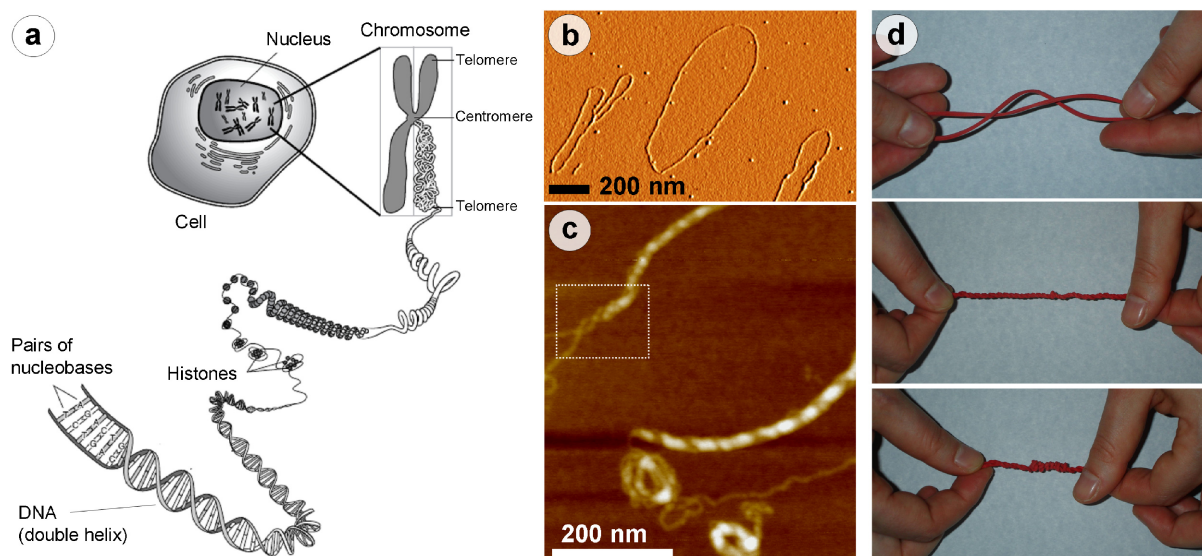 a
Nucleus
Chromosome
Telomere
Centromere
Telomere
Cell
Pairs of
nucleobases
Histones
DNA
(double helix)
b
200 nm
c
200 nm
d